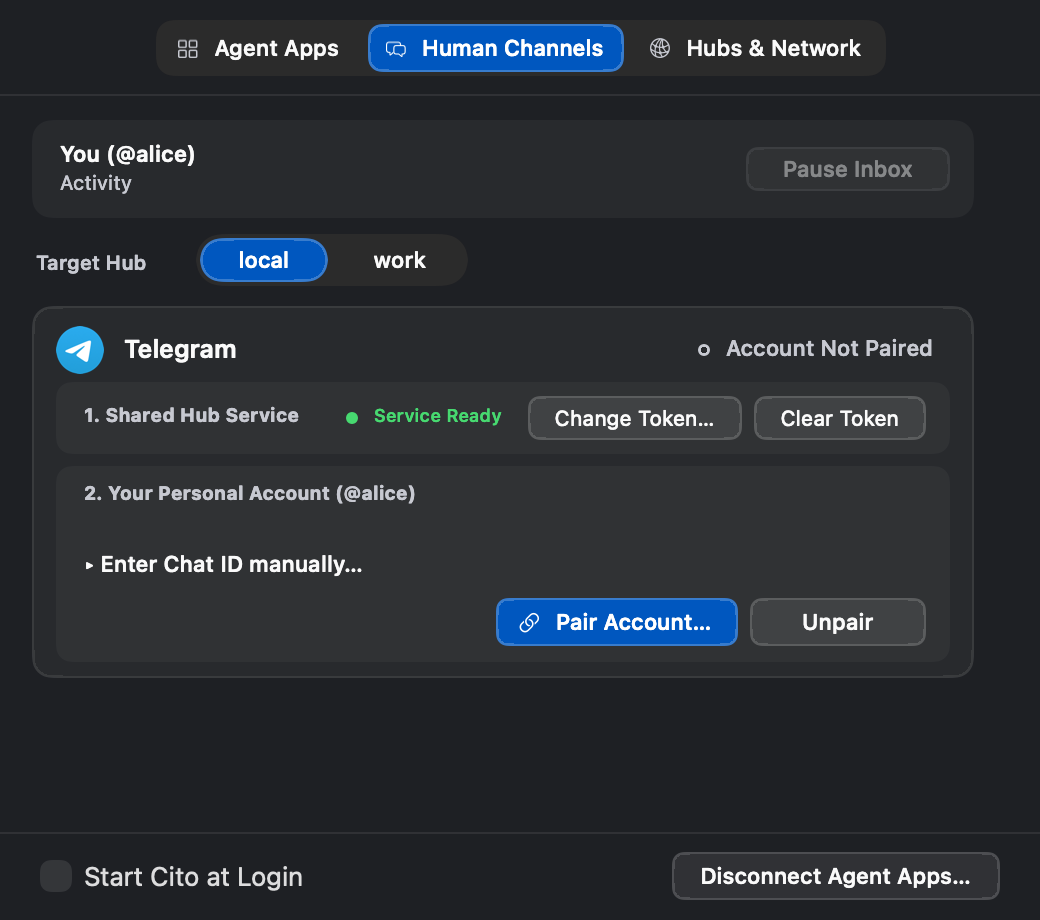 Agent Apps Human Channels Hubs & Network
You (@alice)
Activity
Pause Inbox
Target Hub local work
Telegram Account Not Paired
1. Shared Hub Service Service Ready Change Token... Clear Token
2. Your Personal Account (@alice)
Enter Chat ID manually...
Pair Account... Unpair
Start Cito at Login Disconnect Agent Apps...